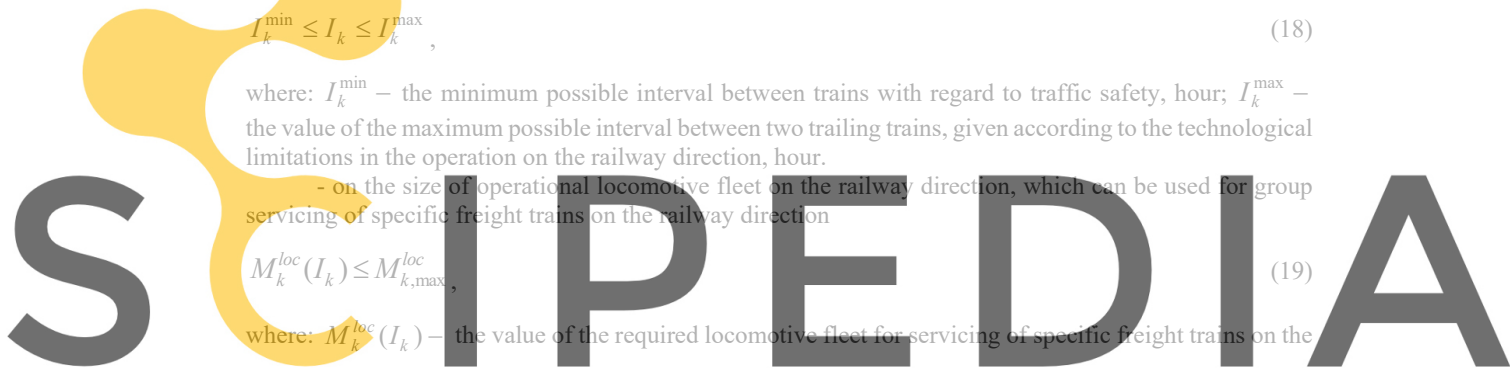 I_k^min ≤ I_k ≤ I_k^max , (18)
where: I_k^min – the minimum possible interval between trains with regard to traffic safety, hour; I_k^max –
the value of the maximum possible interval between two trailing trains, given according to the technological
limitations in the operation on the railway direction, hour.
- on the size of operational locomotive fleet on the railway direction, which can be used for group
servicing of specific freight trains on the railway direction
M_k^loc(I_k) ≤ M_k,max^loc , (19)
where: M_k^loc(I_k) – the value of the required locomotive fleet for servicing of specific freight trains on the
SCIPEDIA